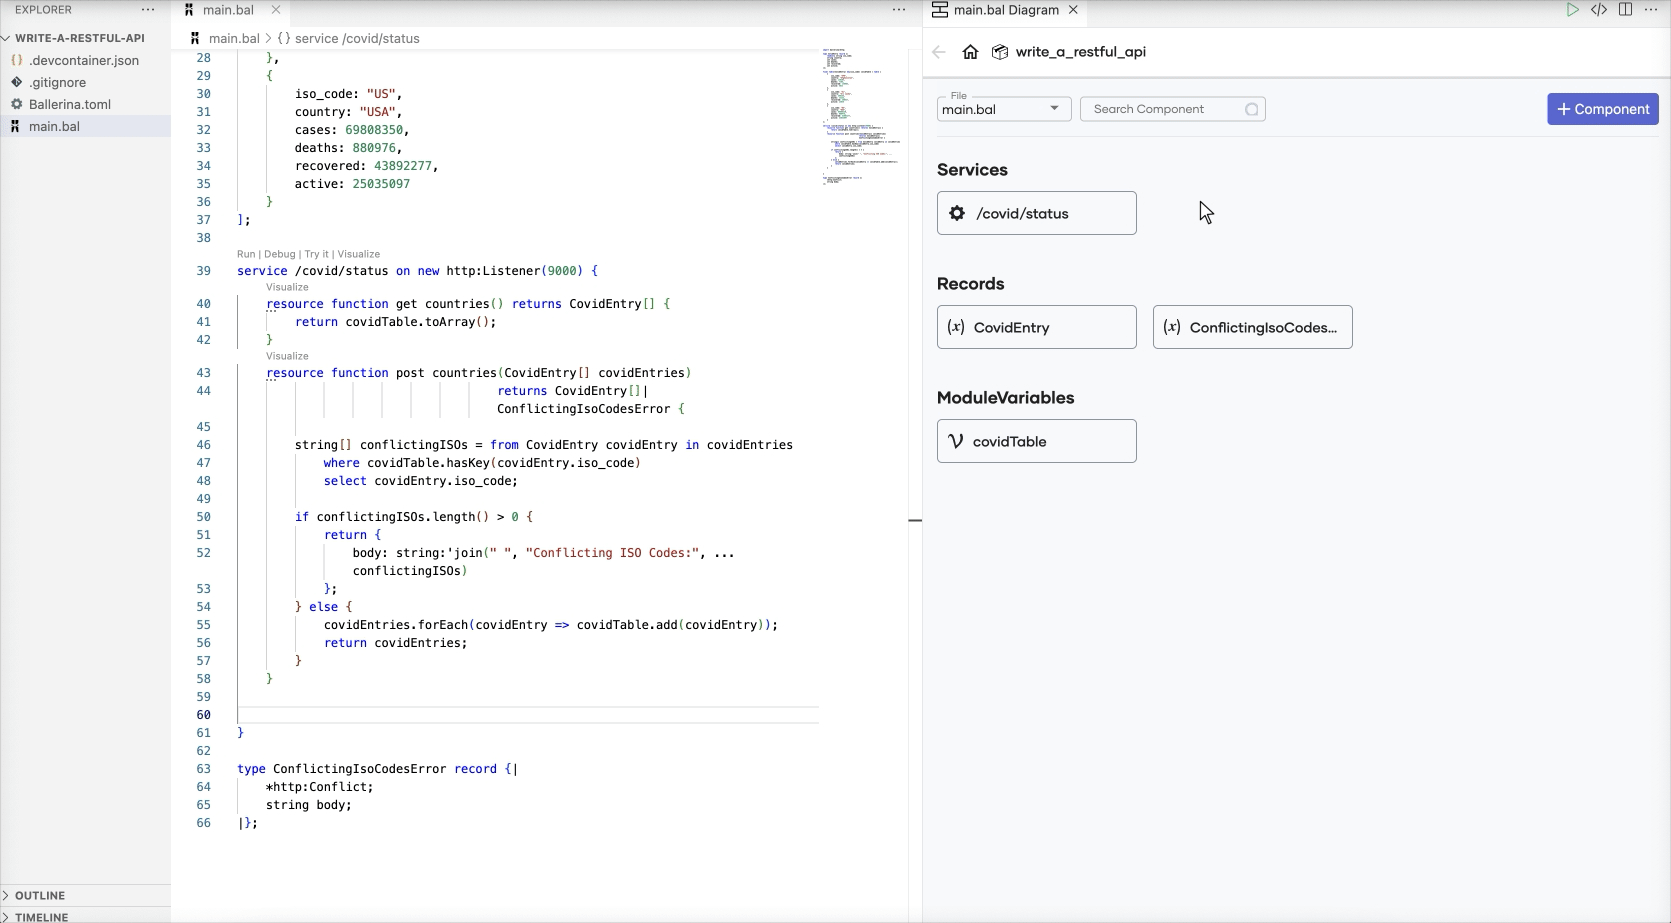 EXPLORER
WRITE-A-RESTFUL-API
.devcontainer.json
.gitignore
Ballerina.toml
main.bal
OUTLINE
TIMELINE
main.bal
main.bal > {} service /covid/status
28 },
29 {
30 iso_code: "US",
31 country: "USA",
32 cases: 69808350,
33 deaths: 880976,
34 recovered: 43892277,
35 active: 25035097
36 }
37 ];
38
Run | Debug | Try it | Visualize
39 service /covid/status on new http:Listener(9000) {
Visualize
40 resource function get countries() returns CovidEntry[] {
41 return covidTable.toArray();
42 }
Visualize
43 resource function post countries(CovidEntry[] covidEntries)
44 returns CovidEntry[]|
ConflictingIsoCodesError {
45
46 string[] conflictingISOs = from CovidEntry covidEntry in covidEntries
47 where covidTable.hasKey(covidEntry.iso_code)
48 select covidEntry.iso_code;
49
50 if conflictingISOs.length() > 0 {
51 return {
52 body: string:'join(" ", "Conflicting ISO Codes:", ...
conflictingISOs)
53 };
54 } else {
55 covidEntries.forEach(covidEntry => covidTable.add(covidEntry));
56 return covidEntries;
57 }
58 }
59
60
61 }
62
63 type ConflictingIsoCodesError record {|
64 *http:Conflict;
65 string body;
66 |};
main.bal Diagram
write_a_restful_api
File
main.bal
Search Component
+ Component
Services
/covid/status
Records
(x) CovidEntry
(x) ConflictingIsoCodes...
ModuleVariables
covidTable